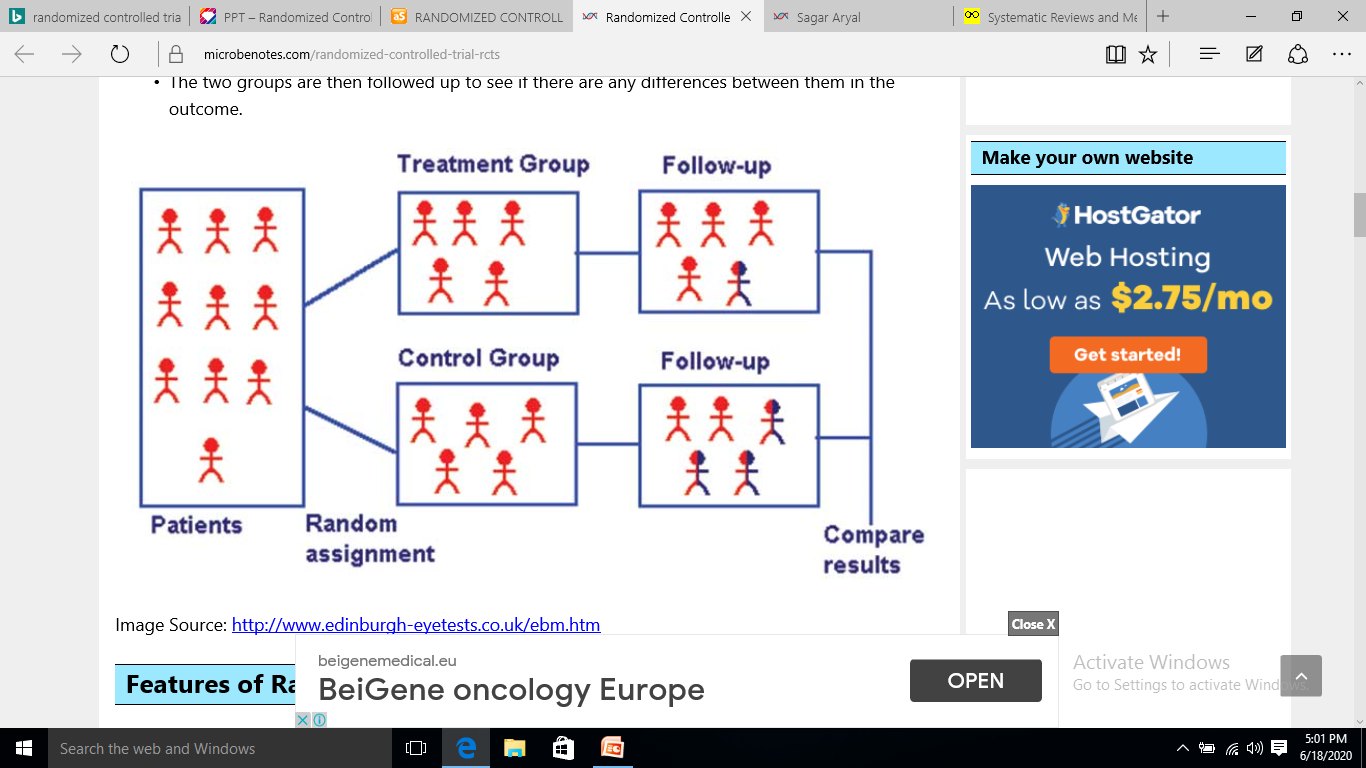 randomized controlled tria
PPT – Randomized Control
RANDOMIZED CONTROLL
Randomized Controlle
Sagar Aryal
Systematic Reviews and Me
microbenotes.com/randomized-controlled-trial-rcts
• The two groups are then followed up to see if there are any differences between them in the
outcome.
Treatment Group
Follow-up
Control Group
Follow-up
Patients
Random
assignment
Compare
results
Image Source: http://www.edinburgh-eyetests.co.uk/ebm.htm
Features of Ra
Make your own website
HostGator
Web Hosting
As low as $2.75/mo
Get started!
Close X
beigenemedical.eu
BeiGene oncology Europe
OPEN
Activate Windows
Go to Settings to activate Windows.
Search the web and Windows
5:01 PM
6/18/2020